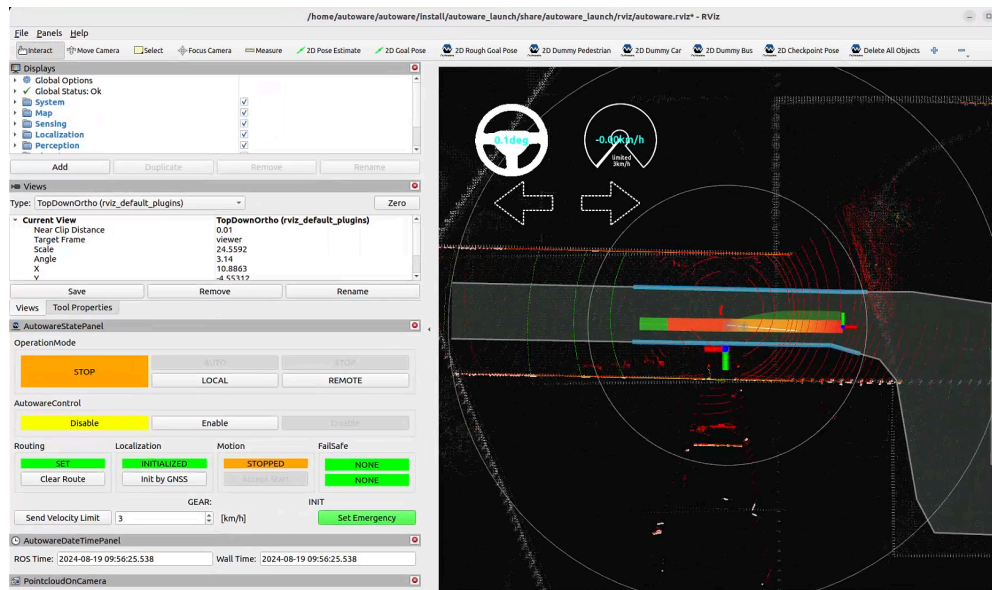 /home/autoware/autoware/install/autoware_launch/share/autoware_launch/rviz/autoware.rviz* - RViz
File Panels Help
Interact Move Camera Select Focus Camera Measure 2D Pose Estimate 2D Goal Pose 2D Rough Goal Pose 2D Dummy Pedestrian 2D Dummy Car 2D Dummy Bus 2D Checkpoint Pose Delete All Objects
Displays
Global Options
Global Status: Ok
System
Map
Sensing
Localization
Perception
Add Duplicate Remove Rename
Views
Type: TopDownOrtho (rviz_default_plugins) Zero
Current View TopDownOrtho (rviz_default_plugins)
Near Clip Distance 0.01
Target Frame viewer
Scale 24.5592
Angle 3.14
X 10.8863
Y -4.55312
Save Remove Rename
Views Tool Properties
AutowareStatePanel
OperationMode
STOP AUTO STOP
LOCAL REMOTE
AutowareControl
Disable Enable
Routing Localization Motion FailSafe
SET INITIALIZED STOPPED NONE
Clear Route Init by GNSS Accept Start NONE
GEAR: INIT
Send Velocity Limit 3 [km/h] Set Emergency
AutowareDateTimePanel
ROS Time: 2024-08-19 09:56:25.538 Wall Time: 2024-08-19 09:56:25.538
PointcloudOnCamera
0.1deg
-0.00km/h
limited
3km/h